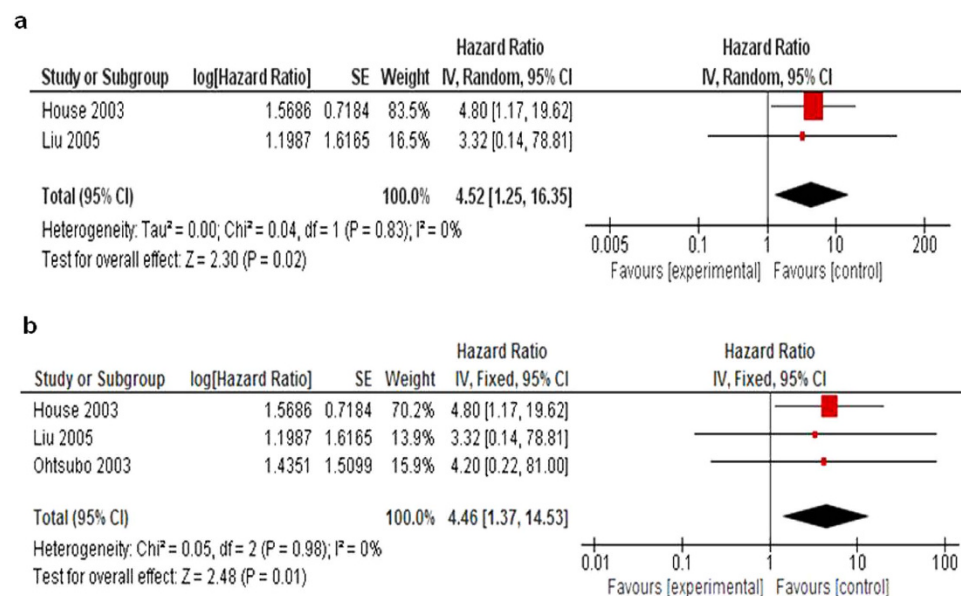 a
Hazard Ratio Hazard Ratio
Study or Subgroup log[Hazard Ratio] SE Weight IV, Random, 95% CI IV, Random, 95% CI
House 2003 1.5686 0.7184 83.5% 4.80 [1.17, 19.62]
Liu 2005 1.1987 1.6165 16.5% 3.32 [0.14, 78.81]
Total (95% CI) 100.0% 4.52 [1.25, 16.35]
Heterogeneity: Tau² = 0.00; Chi² = 0.04, df = 1 (P = 0.83); I² = 0%
Test for overall effect: Z = 2.30 (P = 0.02)
0.005 0.1 1 10 200
Favours [experimental] Favours [control]
b
Hazard Ratio Hazard Ratio
Study or Subgroup log[Hazard Ratio] SE Weight IV, Fixed, 95% CI IV, Fixed, 95% CI
House 2003 1.5686 0.7184 70.2% 4.80 [1.17, 19.62]
Liu 2005 1.1987 1.6165 13.9% 3.32 [0.14, 78.81]
Ohtsubo 2003 1.4351 1.5099 15.9% 4.20 [0.22, 81.00]
Total (95% CI) 100.0% 4.46 [1.37, 14.53]
Heterogeneity: Chi² = 0.05, df = 2 (P = 0.98); I² = 0%
Test for overall effect: Z = 2.48 (P = 0.01)
0.01 0.1 1 10 100
Favours [experimental] Favours [control]